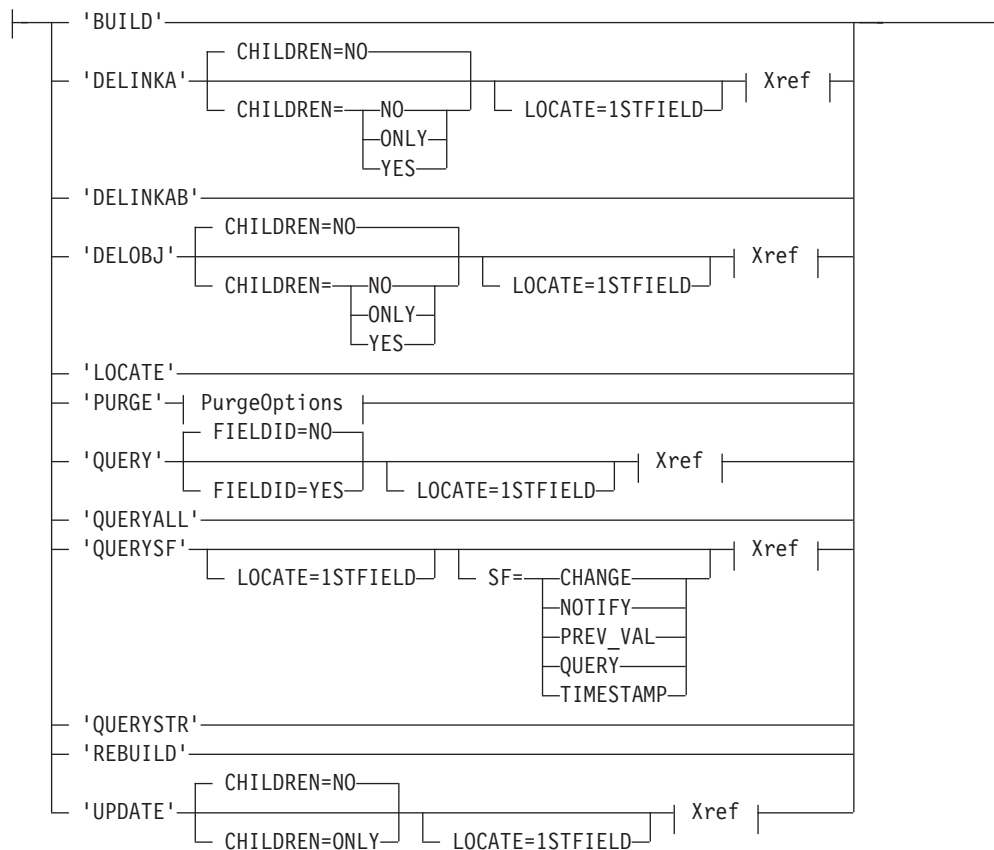 'BUILD'
CHILDREN=NO
'DELINKA' Xref
CHILDREN= NO LOCATE=1STFIELD
ONLY
YES
'DELINKAB'
CHILDREN=NO
'DELOBJ' Xref
CHILDREN= NO LOCATE=1STFIELD
ONLY
YES
'LOCATE'
'PURGE' PurgeOptions
FIELDID=NO
'QUERY' Xref
FIELDID=YES LOCATE=1STFIELD
'QUERYALL'
'QUERYSF' Xref
LOCATE=1STFIELD SF= CHANGE
NOTIFY
PREV_VAL
QUERY
TIMESTAMP
'QUERYSTR'
'REBUILD'
CHILDREN=NO
'UPDATE' Xref
CHILDREN=ONLY LOCATE=1STFIELD